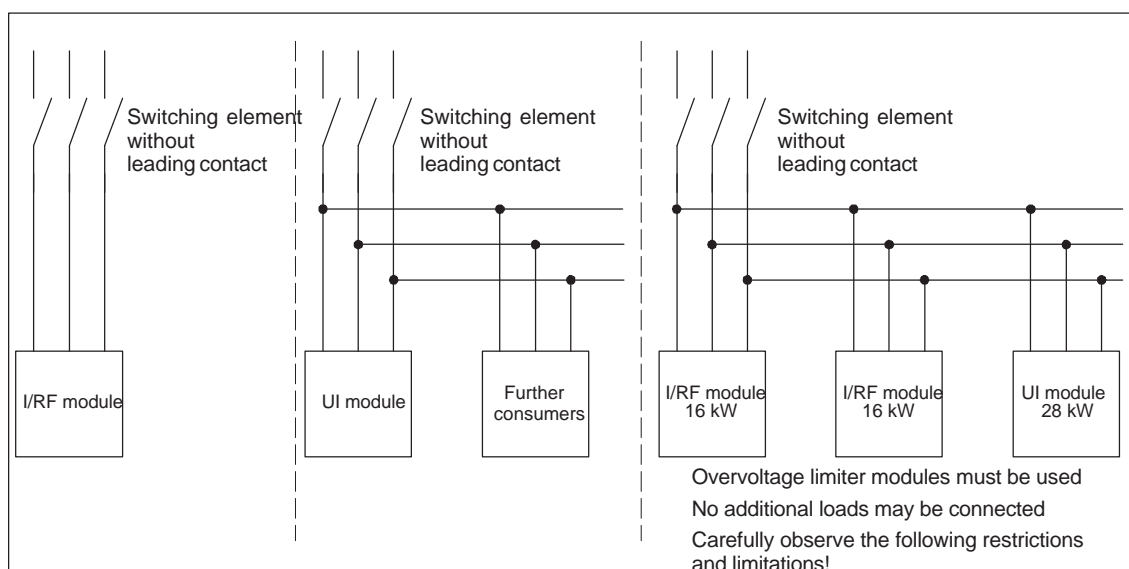 Switching element
without
leading contact
Switching element
without
leading contact
Switching element
without
leading contact
I/RF module
UI module
Further
consumers
I/RF module
16 kW
I/RF module
16 kW
UI module
28 kW
Overvoltage limiter modules must be used
No additional loads may be connected
Carefully observe the following restrictions
and limitations!